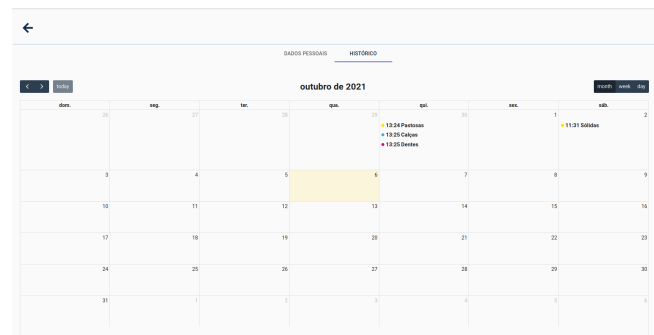 DADOS PESSOAIS HISTÓRICO
today outubro de 2021 month week day
dom. seg. ter. qua. qui. sex. sáb.
26 27 28 29 30 1 2
13:24 Pastosas 11:31 Sólidas
13:25 Calças
13:25 Dentes
3 4 5 6 7 8 9
10 11 12 13 14 15 16
17 18 19 20 21 22 23
24 25 26 27 28 29 30
31 1 2 3 4 5 6